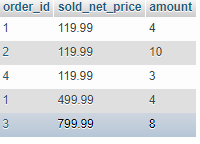 order_id sold_net_price amount
1 119.99 4
2 119.99 10
4 119.99 3
1 499.99 4
3 799.99 8